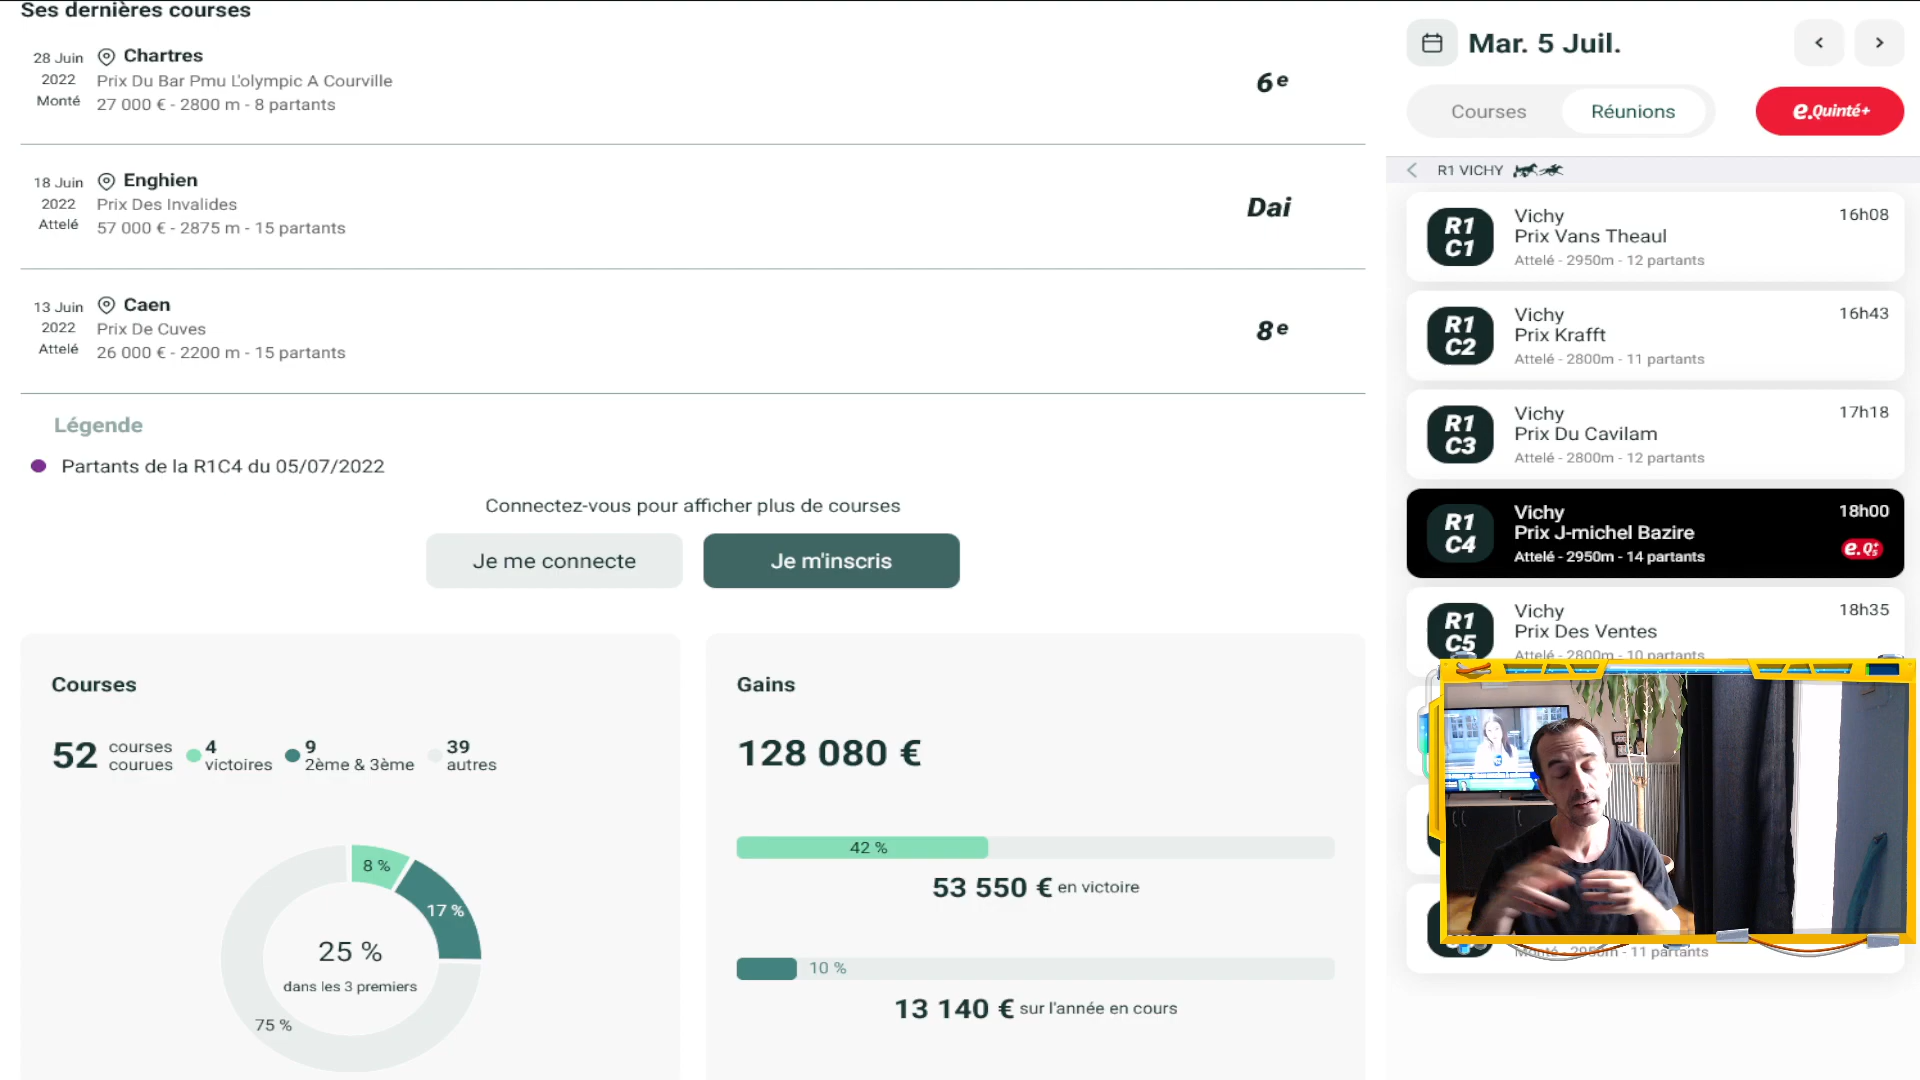 Ses dernières courses
28 Juin
2022
Monté
Chartres
Prix Du Bar Pmu L'olympic A Courville
27 000 € - 2800 m - 8 partants
6e
18 Juin
2022
Attelé
Enghien
Prix Des Invalides
57 000 € - 2875 m - 15 partants
Dai
13 Juin
2022
Attelé
Caen
Prix De Cuves
26 000 € - 2200 m - 15 partants
8e
Légende
Partants de la R1C4 du 05/07/2022
Connectez-vous pour afficher plus de courses
Je me connecte
Je m'inscris
Courses
52 courses courues
4 victoires
9 2ème & 3ème
39 autres
8 %
17 %
25 %
dans les 3 premiers
75 %
Gains
128 080 €
42 %
53 550 € en victoire
10 %
13 140 € sur l'année en cours
Mar. 5 Juil.
Courses
Réunions
e.Quinté+
R1 VICHY
R1 C1
Vichy
16h08
Prix Vans Theaul
Attelé - 2950m - 12 partants
R1 C2
Vichy
16h43
Prix Krafft
Attelé - 2800m - 11 partants
R1 C3
Vichy
17h18
Prix Du Cavilam
Attelé - 2800m - 12 partants
R1 C4
Vichy
18h00
Prix J-michel Bazire
Attelé - 2950m - 14 partants
R1 C5
Vichy
18h35
Prix Des Ventes
Attelé - 2800m - 10 partants
Monté - 2950m - 11 partants